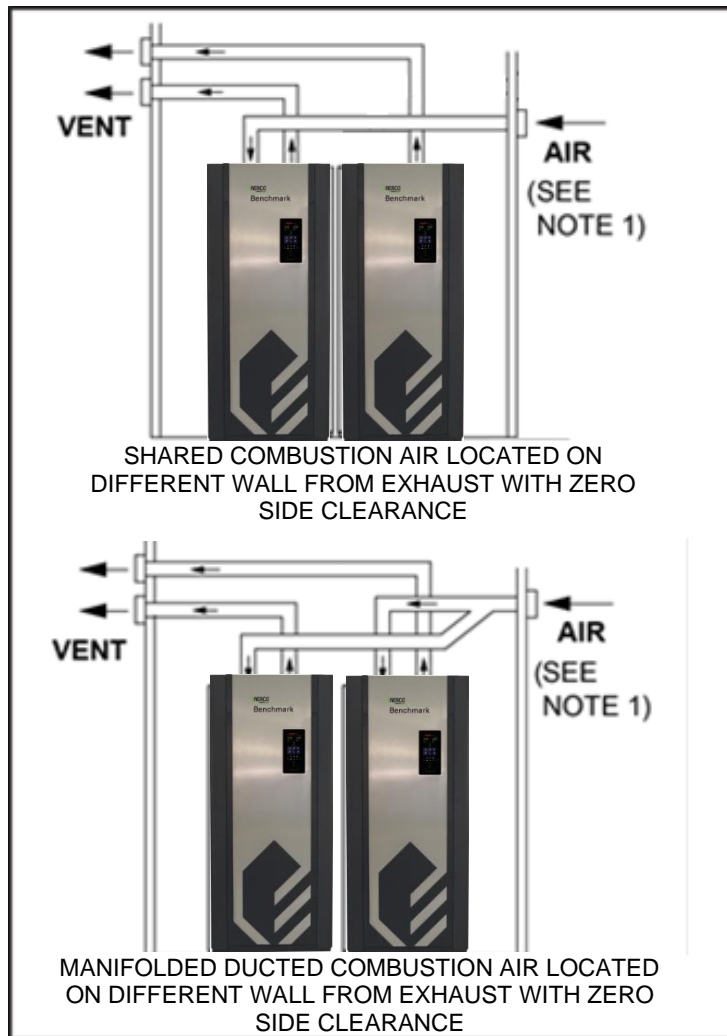 VENT
AIR
(SEE
NOTE 1)
Benchmark
Benchmark
SHARED COMBUSTION AIR LOCATED ON
DIFFERENT WALL FROM EXHAUST WITH ZERO
SIDE CLEARANCE
VENT
AIR
(SEE
NOTE 1)
Benchmark
Benchmark
MANIFOLDED DUCTED COMBUSTION AIR LOCATED
ON DIFFERENT WALL FROM EXHAUST WITH ZERO
SIDE CLEARANCE